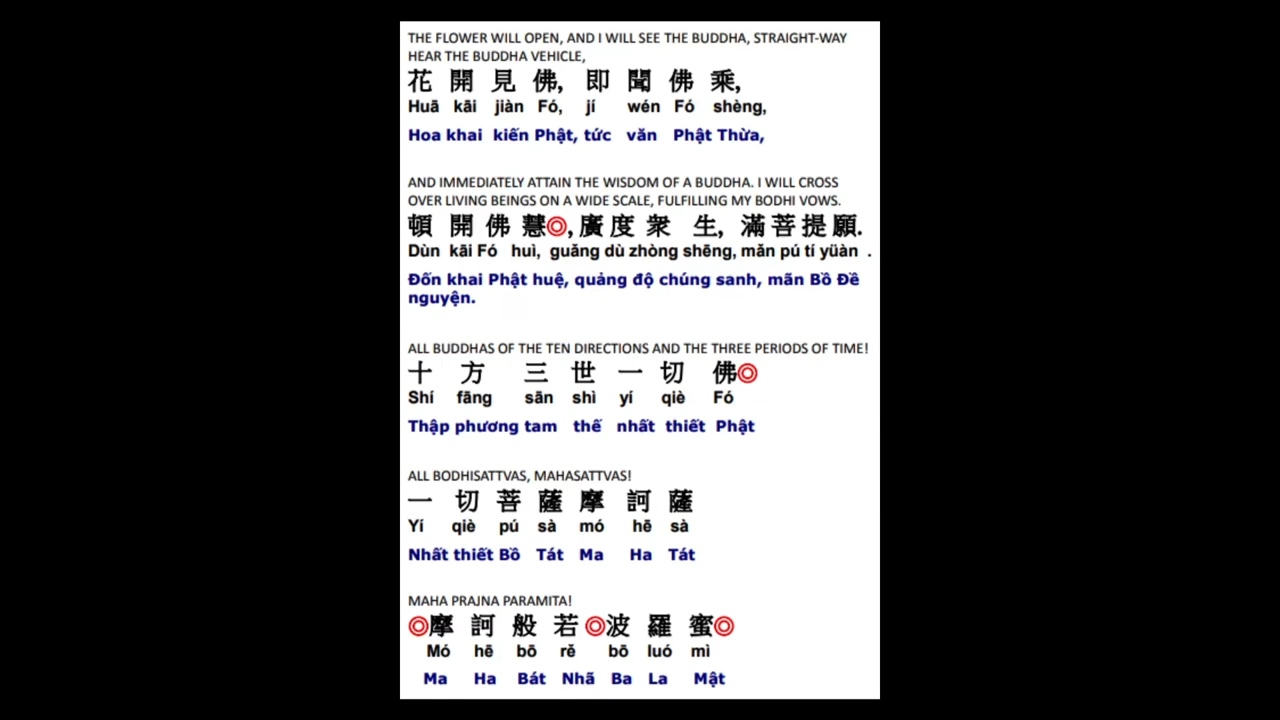 THE FLOWER WILL OPEN, AND I WILL SEE THE BUDDHA, STRAIGHT-WAY
HEAR THE BUDDHA VEHICLE,
花 開 見 佛, 即 聞 佛 乘,
Huā kāi jiàn Fó, jí wén Fó shèng,
Hoa khai kiến Phật, tức văn Phật Thừa,
AND IMMEDIATELY ATTAIN THE WISDOM OF A BUDDHA. I WILL CROSS
OVER LIVING BEINGS ON A WIDE SCALE, FULFILLING MY BODHI VOWS.
頓 開 佛 慧◎, 廣 度 衆 生, 滿 菩 提 願.
Dùn kāi Fó huì, guǎng dù zhòng shēng, mǎn pú tí yüàn .
Đốn khai Phật huệ, quảng độ chúng sanh, mãn Bồ Đề
nguyện.
ALL BUDDHAS OF THE TEN DIRECTIONS AND THE THREE PERIODS OF TIME!
十 方 三 世 一 切 佛◎
Shí fāng sān shì yí qiè Fó
Thập phương tam thế nhất thiết Phật
ALL BODHISATTVAS, MAHASATTVAS!
一 切 菩 薩 摩 訶 薩
Yí qiè pú sà mó hē sà
Nhất thiết Bồ Tát Ma Ha Tát
MAHA PRAJNA PARAMITA!
◎摩 訶 般 若 ◎波 羅 蜜◎
Mó hē bō rě bō luó mì
Ma Ha Bát Nhã Ba La Mật